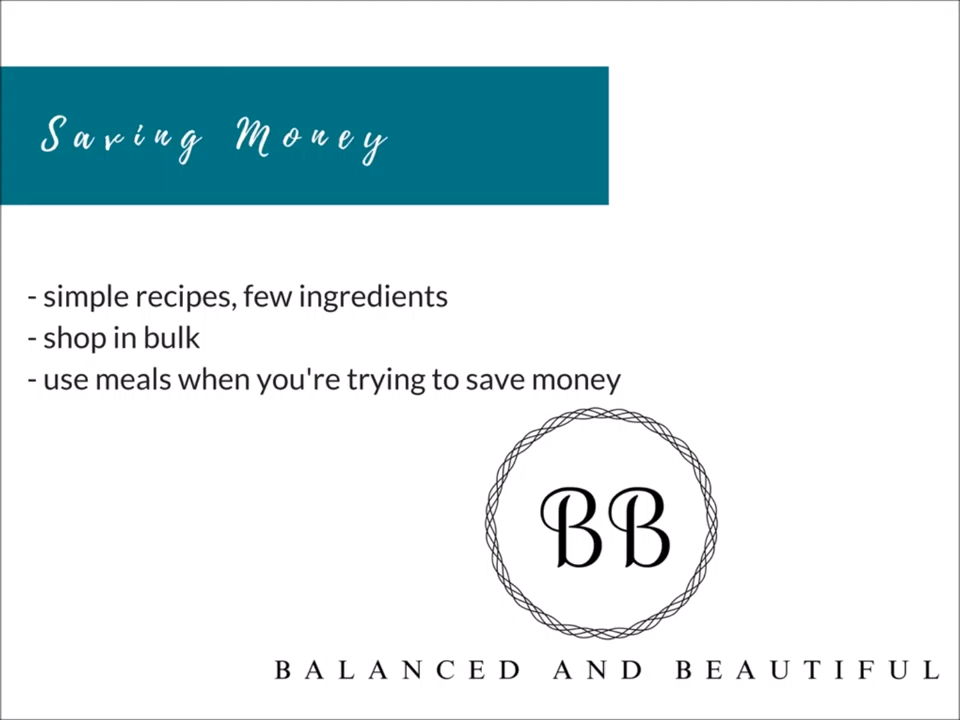 Saving Money
- simple recipes, few ingredients
- shop in bulk
- use meals when you're trying to save money
BB
BALANCED AND BEAUTIFUL